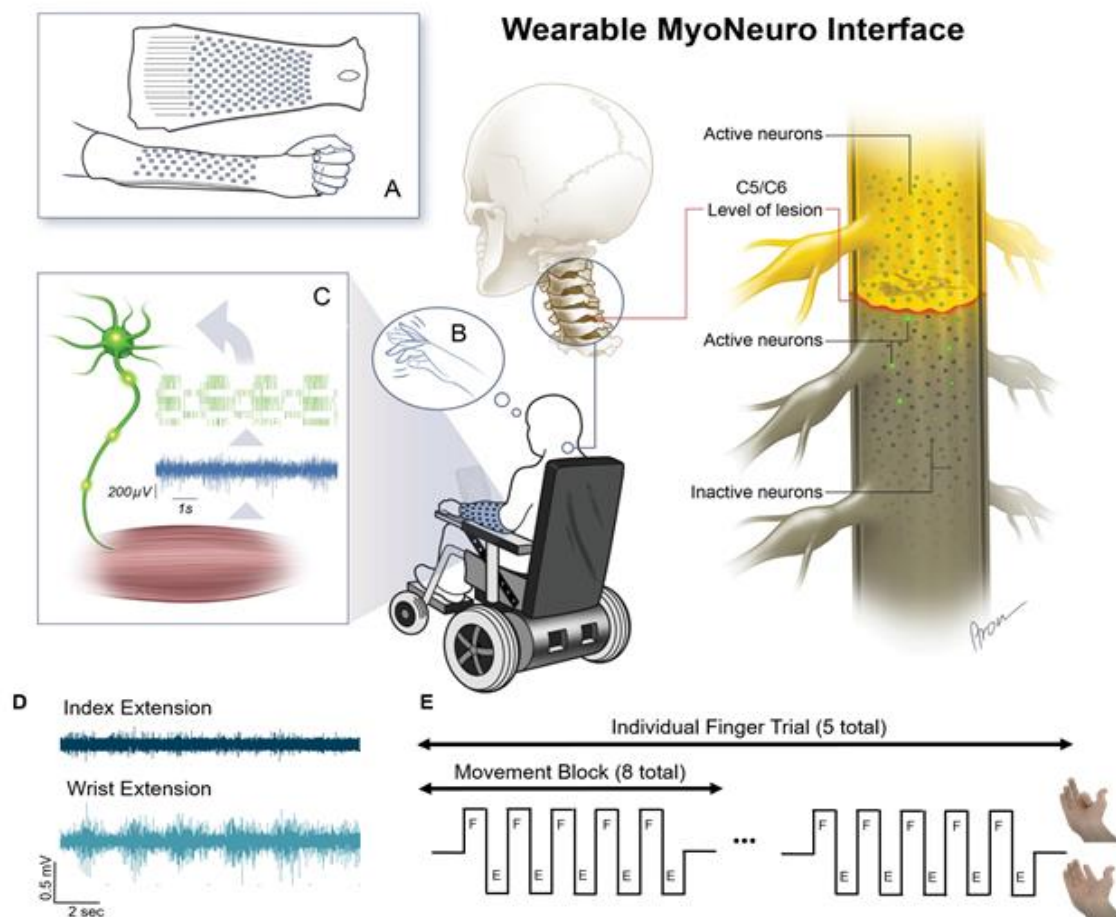 Wearable MyoNeuro Interface
A
Active neurons
C5/C6
Level of lesion
C
B
Active neurons
200μV
1s
Inactive neurons
D
Index Extension
Wrist Extension
0.5 mV
2 sec
E
Individual Finger Trial (5 total)
Movement Block (8 total)
F F F F F ... F F F F F
E E E E E E E E E E